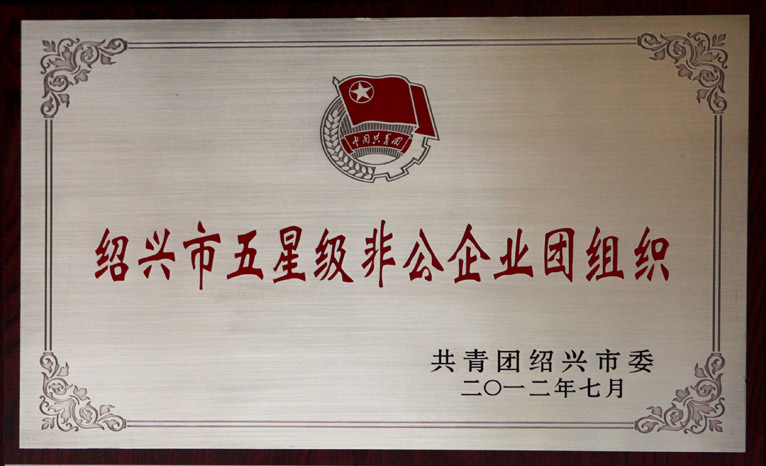 中国共青团
绍兴市五星级非公企业团组织
共青团绍兴市委
二〇一二年七月